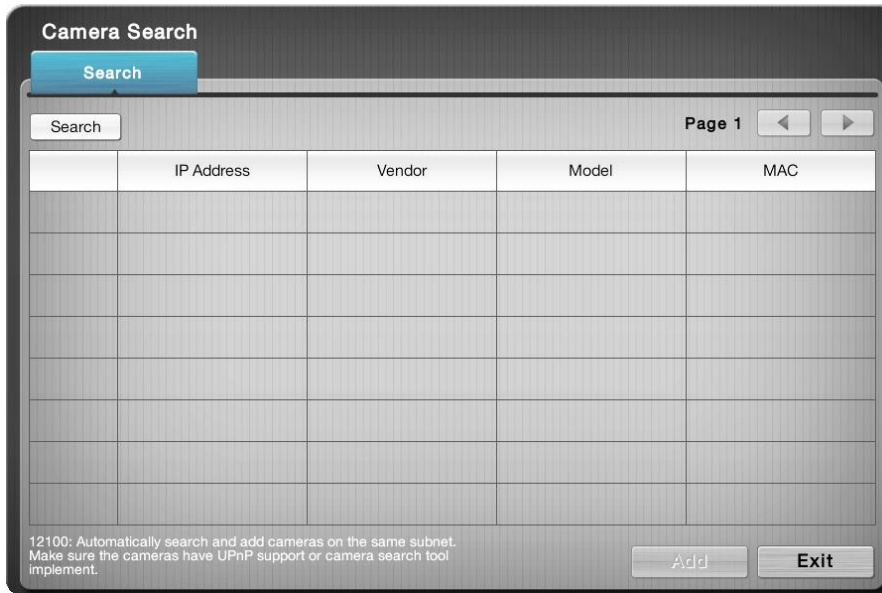 Camera Search
Search
Search
Page 1
IP Address Vendor Model MAC
12100: Automatically search and add cameras on the same subnet.
Make sure the cameras have UPnP support or camera search tool
implement.
Add
Exit